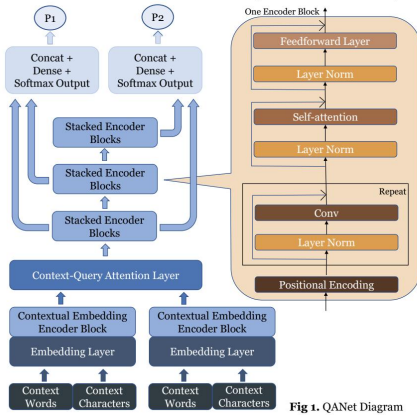 One Encoder Block
P1
P2
Concat +
Dense +
Softmax Output
Concat +
Dense +
Softmax Output
Stacked Encoder
Blocks
Stacked Encoder
Blocks
Stacked Encoder
Blocks
Context-Query Attention Layer
Contextual Embedding
Encoder Block
Contextual Embedding
Encoder Block
Embedding Layer
Embedding Layer
Context
Words
Context
Characters
Context
Words
Context
Characters
Feedforward Layer
Layer Norm
Self-attention
Layer Norm
Repeat
Conv
Layer Norm
Positional Encoding
Fig 1. QANet Diagram